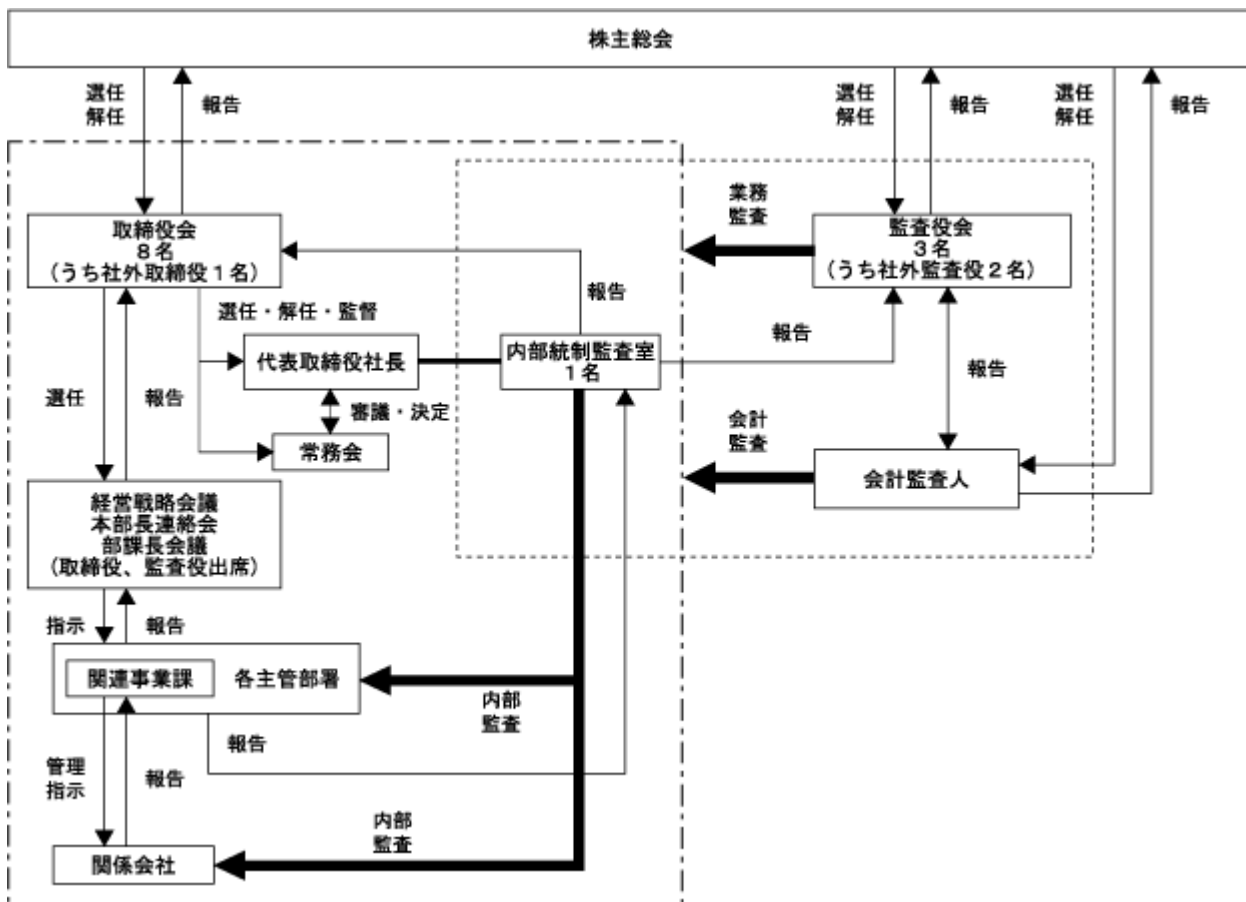 株主総会
選任
解任
報告
選任
解任
報告
選任
解任
報告
取締役会
8名
(うち社外取締役1名)
業務
監査
監査役会
3名
(うち社外監査役2名)
報告
選任・解任・監督
代表取締役社長
内部統制監査室
1名
報告
報告
選任
報告
審議・決定
常務会
会計
監査
会計監査人
経営戦略会議
本部長連絡会
部課長会議
(取締役、監査役出席)
指示
報告
関連事業課
各主管部署
内部
監査
報告
管理
指示
報告
内部
監査
関係会社